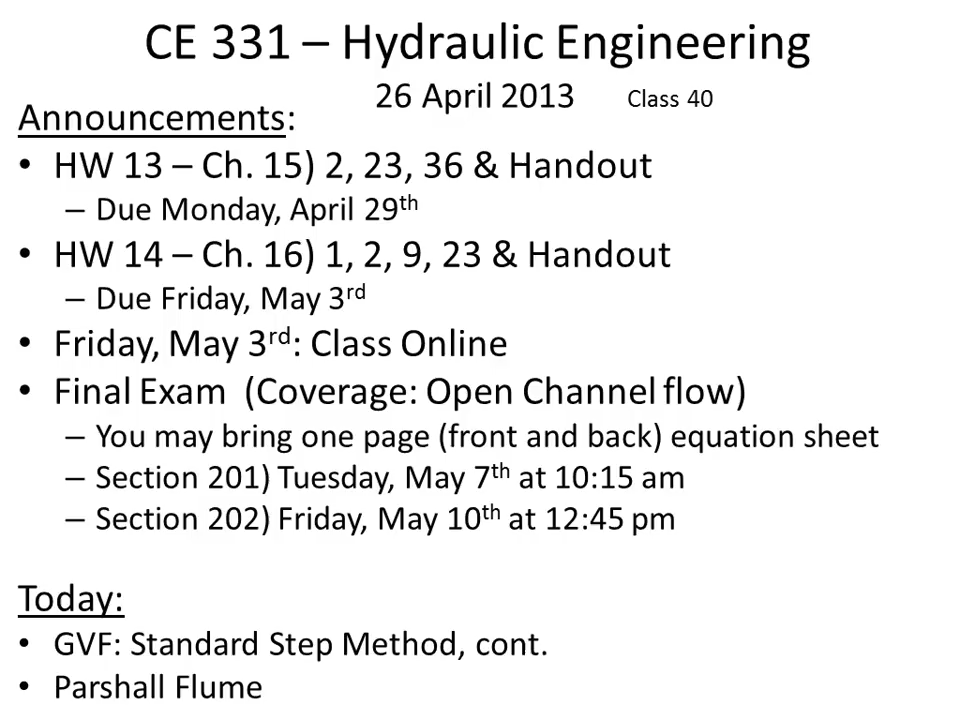 CE 331 – Hydraulic Engineering
26 April 2013 Class 40
Announcements:
• HW 13 – Ch. 15) 2, 23, 36 & Handout
– Due Monday, April 29th
• HW 14 – Ch. 16) 1, 2, 9, 23 & Handout
– Due Friday, May 3rd
• Friday, May 3rd: Class Online
• Final Exam (Coverage: Open Channel flow)
– You may bring one page (front and back) equation sheet
– Section 201) Tuesday, May 7th at 10:15 am
– Section 202) Friday, May 10th at 12:45 pm
Today:
• GVF: Standard Step Method, cont.
• Parshall Flume